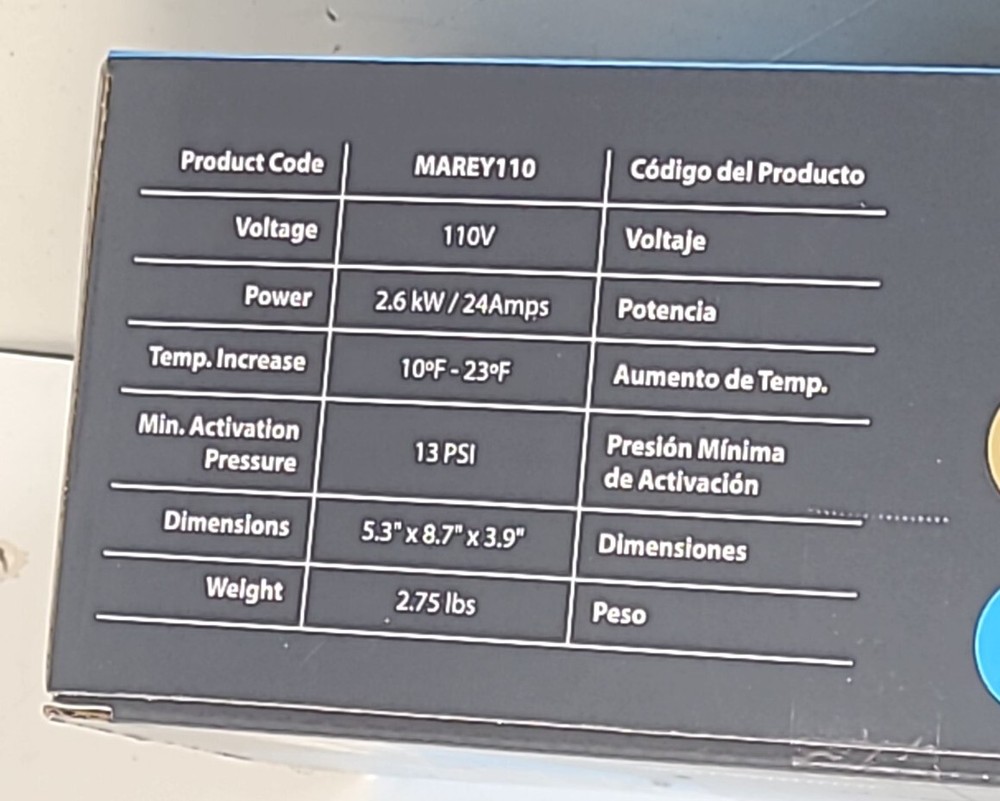 Product Code MAREY110 Código del Producto
Voltage 110V Voltaje
Power 2.6 kW / 24Amps Potencia
Temp. Increase 10ºF - 23ºF Aumento de Temp.
Min. Activation Pressure 13 PSI Presión Mínima de Activación
Dimensions 5.3" x 8.7" x 3.9" Dimensiones
Weight 2.75 lbs Peso